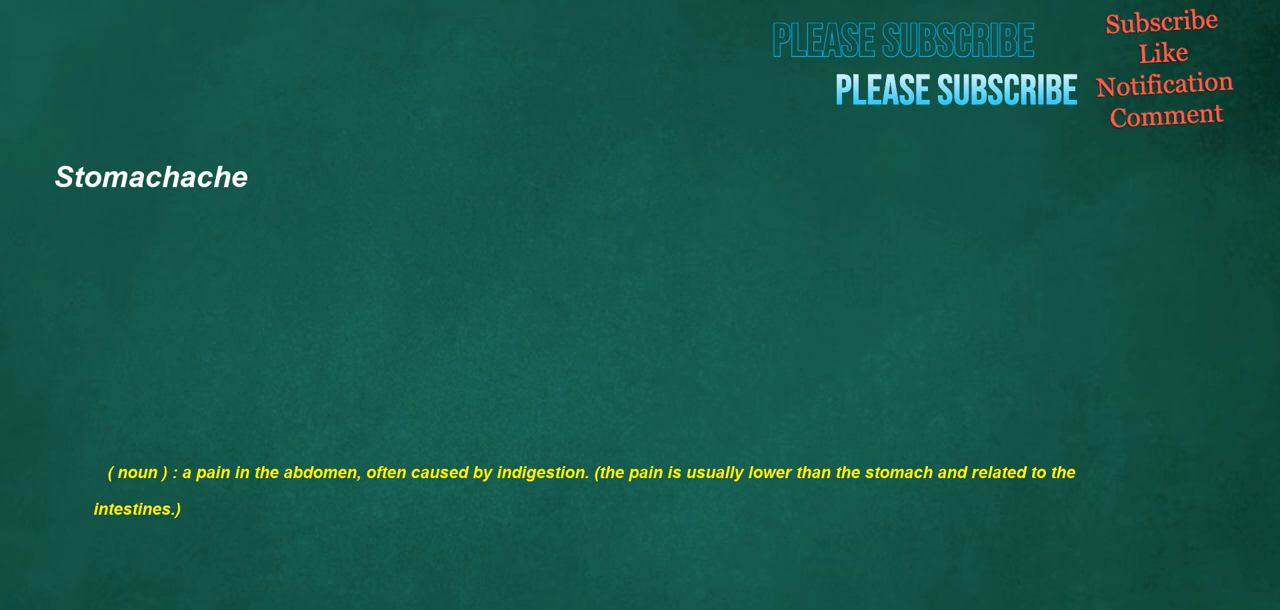 PLEASE SUBSCRIBE
PLEASE SUBSCRIBE
Subscribe
Like
Notification
Comment
Stomachache
( noun ) : a pain in the abdomen, often caused by indigestion. (the pain is usually lower than the stomach and related to the
intestines.)